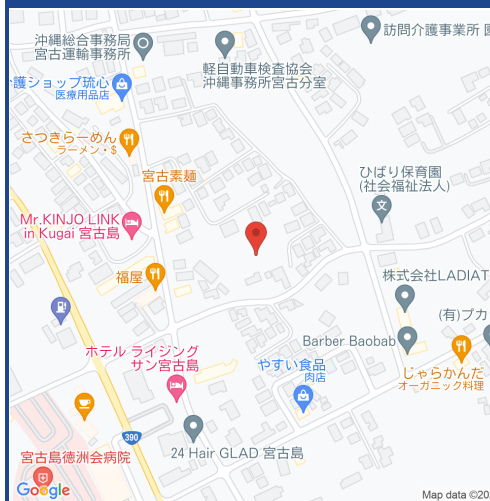 沖縄総合事務局
宮古運輸事務所
軽自動車検査協会
沖縄事務所宮古分室
訪問介護事業所
護ショップ琉心
医療用品店
さつきらーめん
ラーメン・$
宮古素麺
ひばり保育園
(社会福祉法人)
文
Mr.KINJO LINK
in Kugai 宮古島
福屋
株式会社LADIAT
(有)プカ
Barber Baobab
ホテル ライジング
サン宮古島
やすい食品
肉店
じゃらかんだ
オーガニック料理
390
24 Hair GLAD 宮古島
宮古島徳洲会病院
Google
Map data ©20